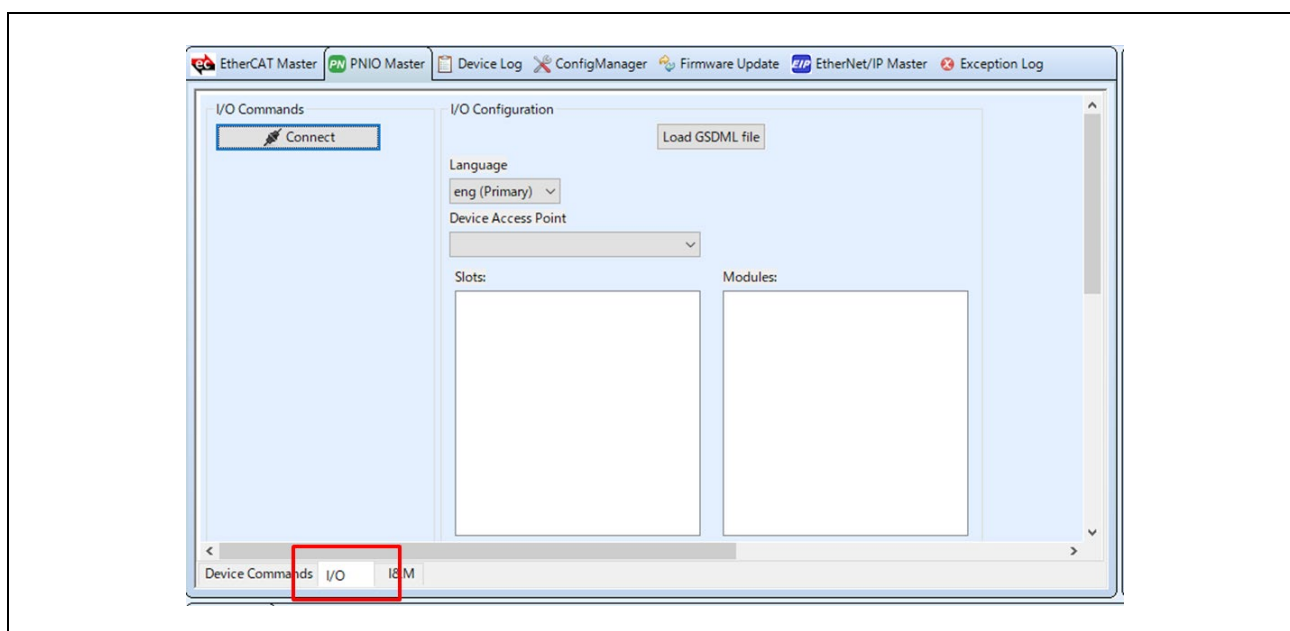 EtherCAT Master PNIO Master Device Log ConfigManager Firmware Update EtherNet/IP Master Exception Log
I/O Commands
Connect
I/O Configuration
Load GSDML file
Language
eng (Primary)
Device Access Point
Slots:
Modules:
Device Commands I/O I&M